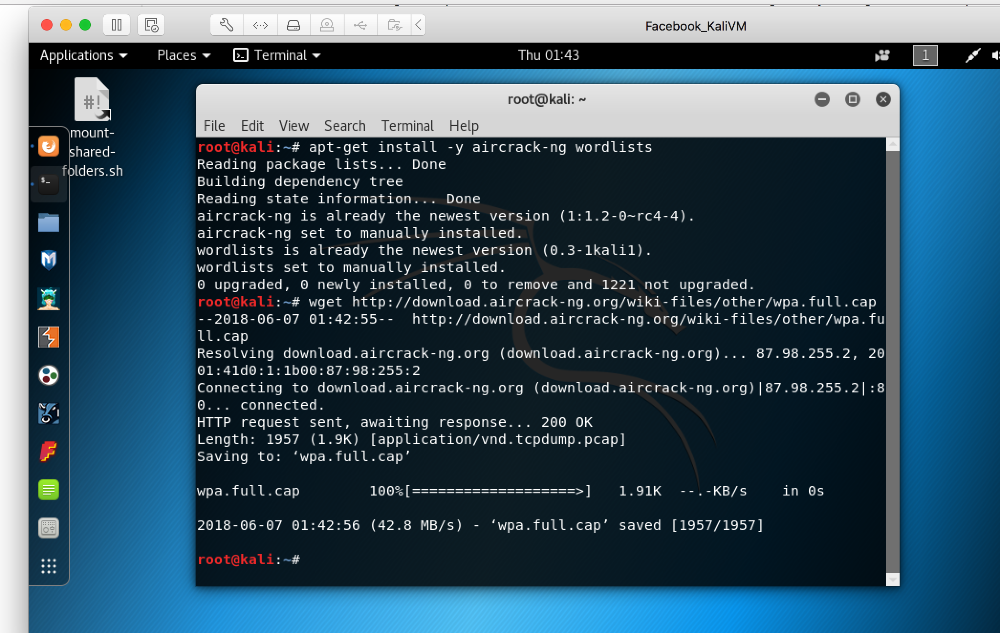 Facebook_KaliVM
Applications Places Terminal Thu 01:43 1
#!
mount-
shared-
folders.sh
$-
root@kali: ~
File Edit View Search Terminal Help
root@kali:~# apt-get install -y aircrack-ng wordlists
Reading package lists... Done
Building dependency tree
Reading state information... Done
aircrack-ng is already the newest version (1:1.2-0~rc4-4).
aircrack-ng set to manually installed.
wordlists is already the newest version (0.3-1kali1).
wordlists set to manually installed.
0 upgraded, 0 newly installed, 0 to remove and 1221 not upgraded.
root@kali:~# wget http://download.aircrack-ng.org/wiki-files/other/wpa.full.cap
--2018-06-07 01:42:55--  http://download.aircrack-ng.org/wiki-files/other/wpa.fu
ll.cap
Resolving download.aircrack-ng.org (download.aircrack-ng.org)... 87.98.255.2, 20
01:41d0:1:1b00:87:98:255:2
Connecting to download.aircrack-ng.org (download.aircrack-ng.org)|87.98.255.2|:8
0... connected.
HTTP request sent, awaiting response... 200 OK
Length: 1957 (1.9K) [application/vnd.tcpdump.pcap]
Saving to: ‘wpa.full.cap’
wpa.full.cap        100%[===================>]   1.91K  --.-KB/s    in 0s
2018-06-07 01:42:56 (42.8 MB/s) - ‘wpa.full.cap’ saved [1957/1957]
root@kali:~#